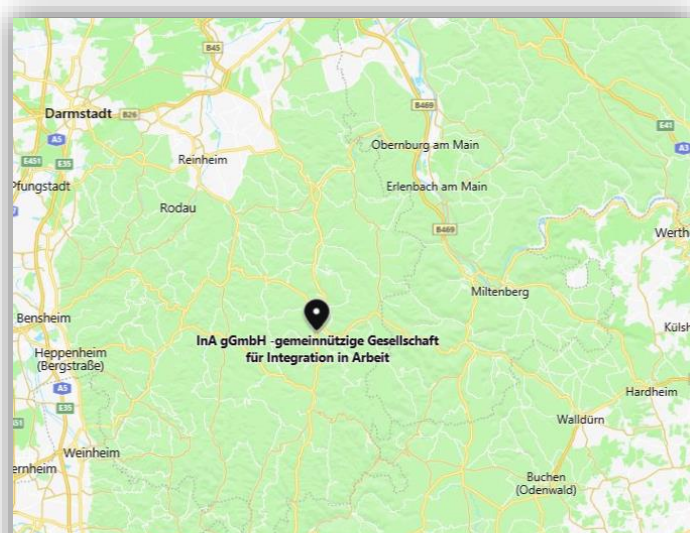 B45
Darmstadt
B26
A5
E451
E35
Pfungstadt
Reinheim
Rodau
B469
Obernburg am Main
Erlenbach am Main
B469
E41
A3
Werth
Miltenberg
Bensheim
Heppenheim
(Bergstraße)
InA gGmbH -gemeinnützige Gesellschaft
für Integration in Arbeit
Külsh
A5
E35
Hardheim
Walldürn
Weinheim
ernheim
Buchen
(Odenwald)